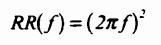 RR(f) = (2πf)²